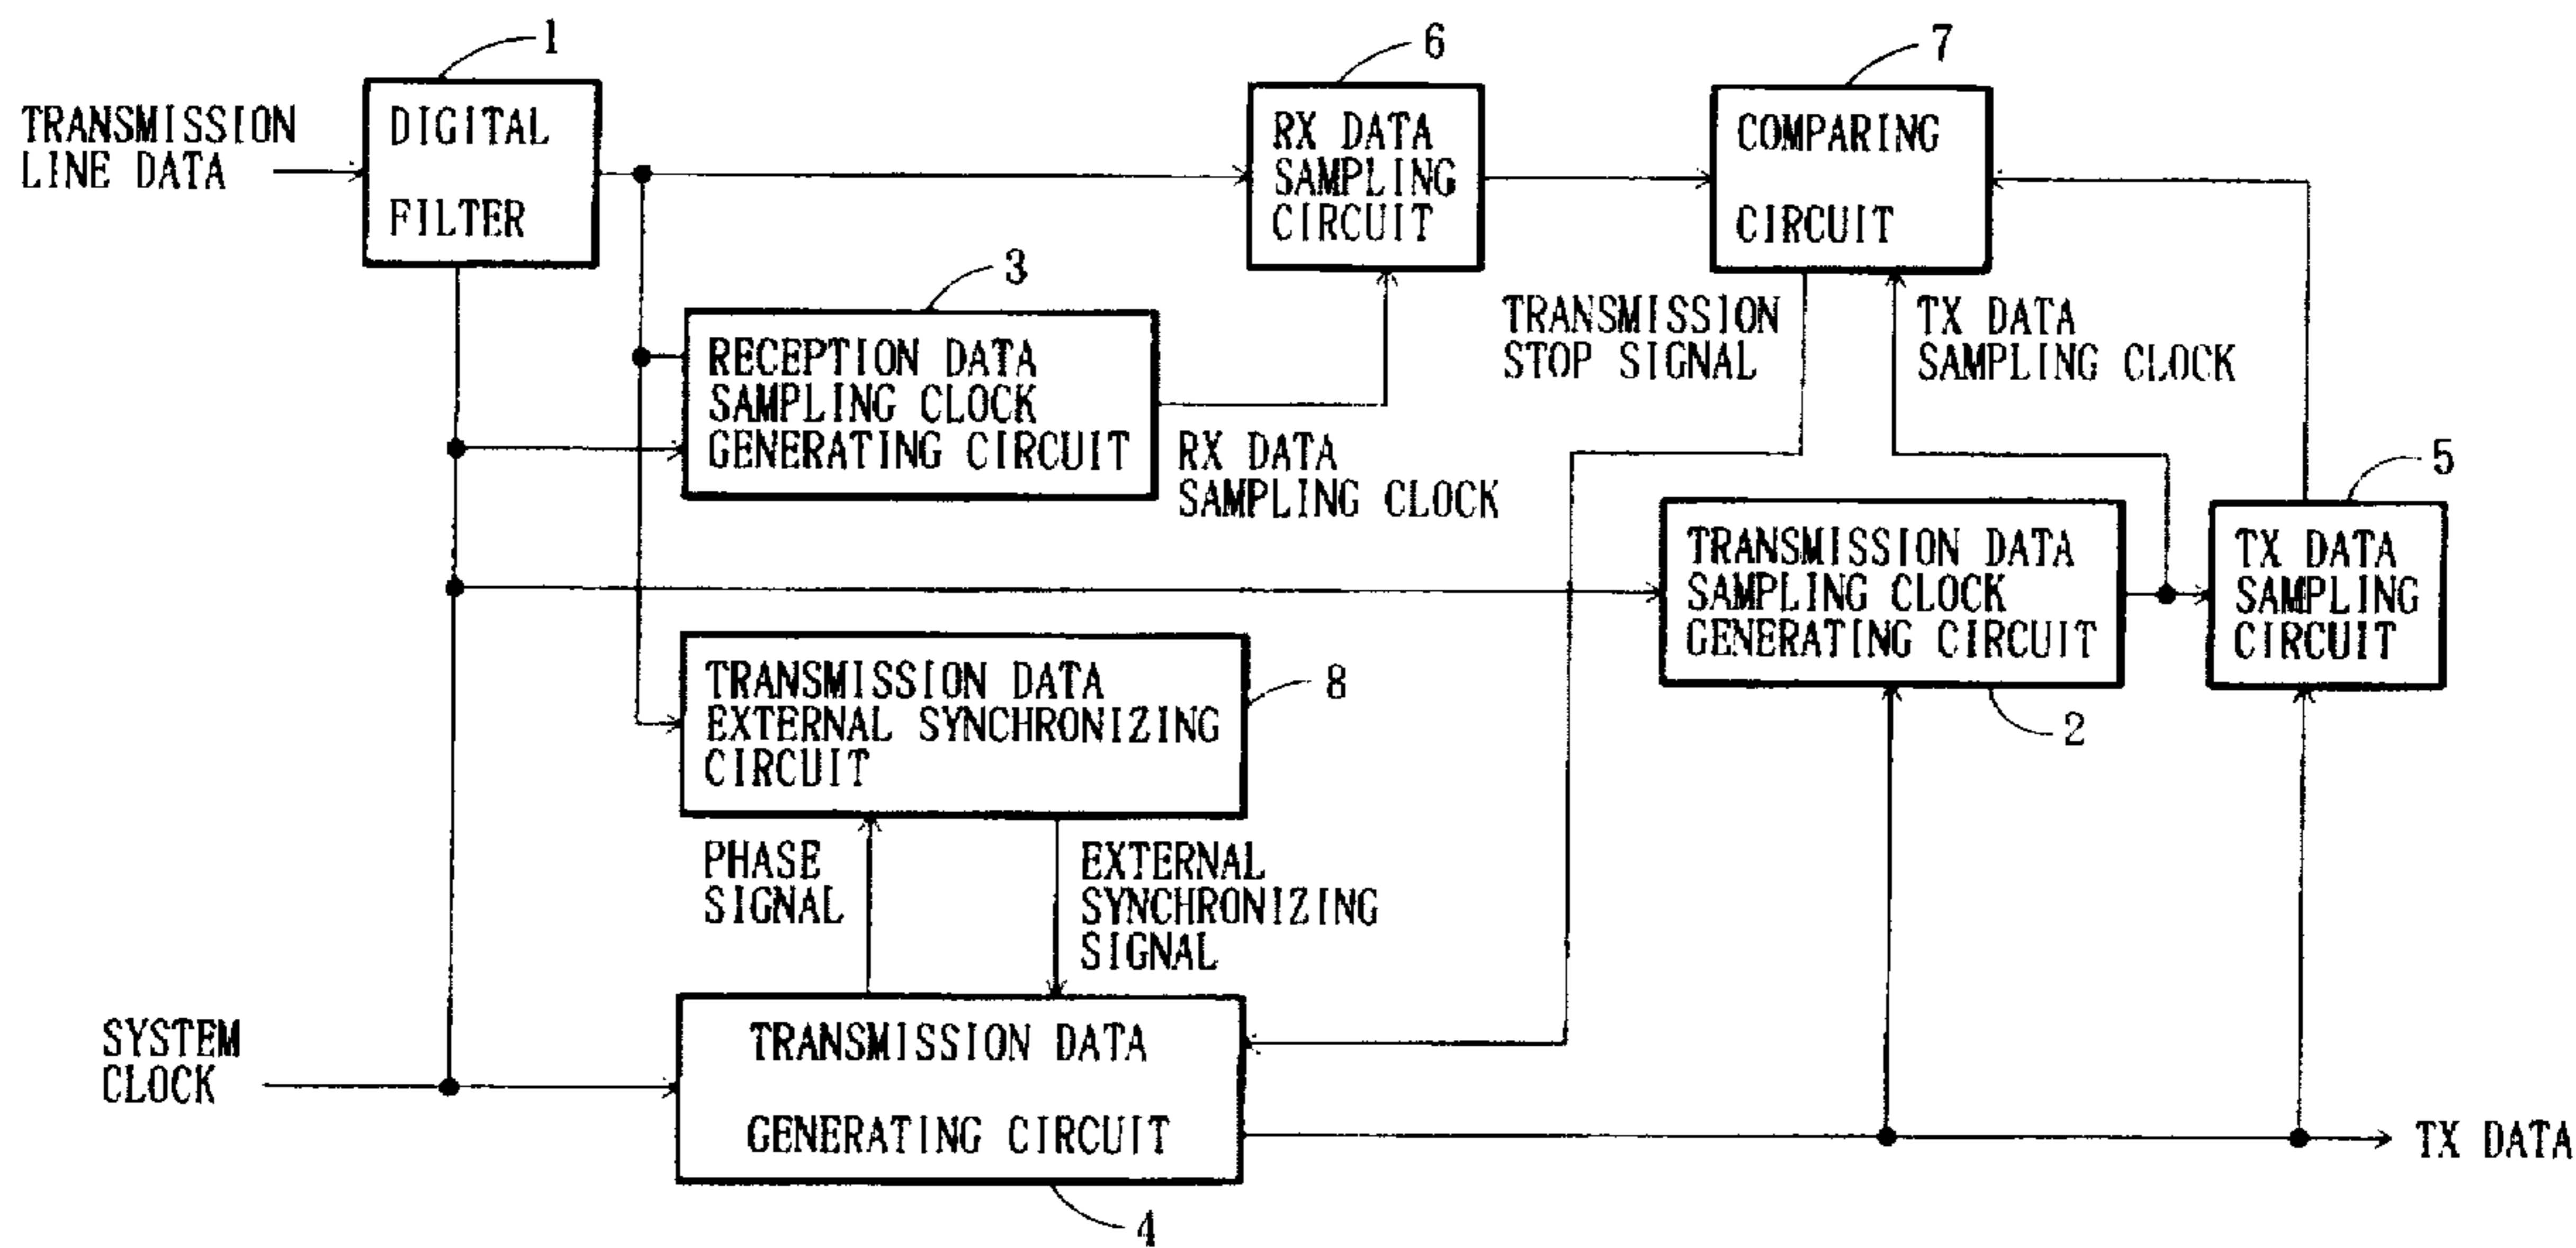 1
6
7
TRANSMISSION
LINE DATA
DIGITAL
FILTER
RX DATA
SAMPLING
CIRCUIT
COMPARING
CIRCUIT
3
RECEPTION DATA
SAMPLING CLOCK
GENERATING CIRCUIT
RX DATA
SAMPLING CLOCK
TRANSMISSION
STOP SIGNAL
TX DATA
SAMPLING CLOCK
5
TRANSMISSION DATA
SAMPLING CLOCK
GENERATING CIRCUIT
TX DATA
SAMPLING
CIRCUIT
2
TRANSMISSION DATA
EXTERNAL SYNCHRONIZING
CIRCUIT
8
PHASE
SIGNAL
EXTERNAL
SYNCHRONIZING
SIGNAL
SYSTEM
CLOCK
TRANSMISSION DATA
GENERATING CIRCUIT
TX DATA
4